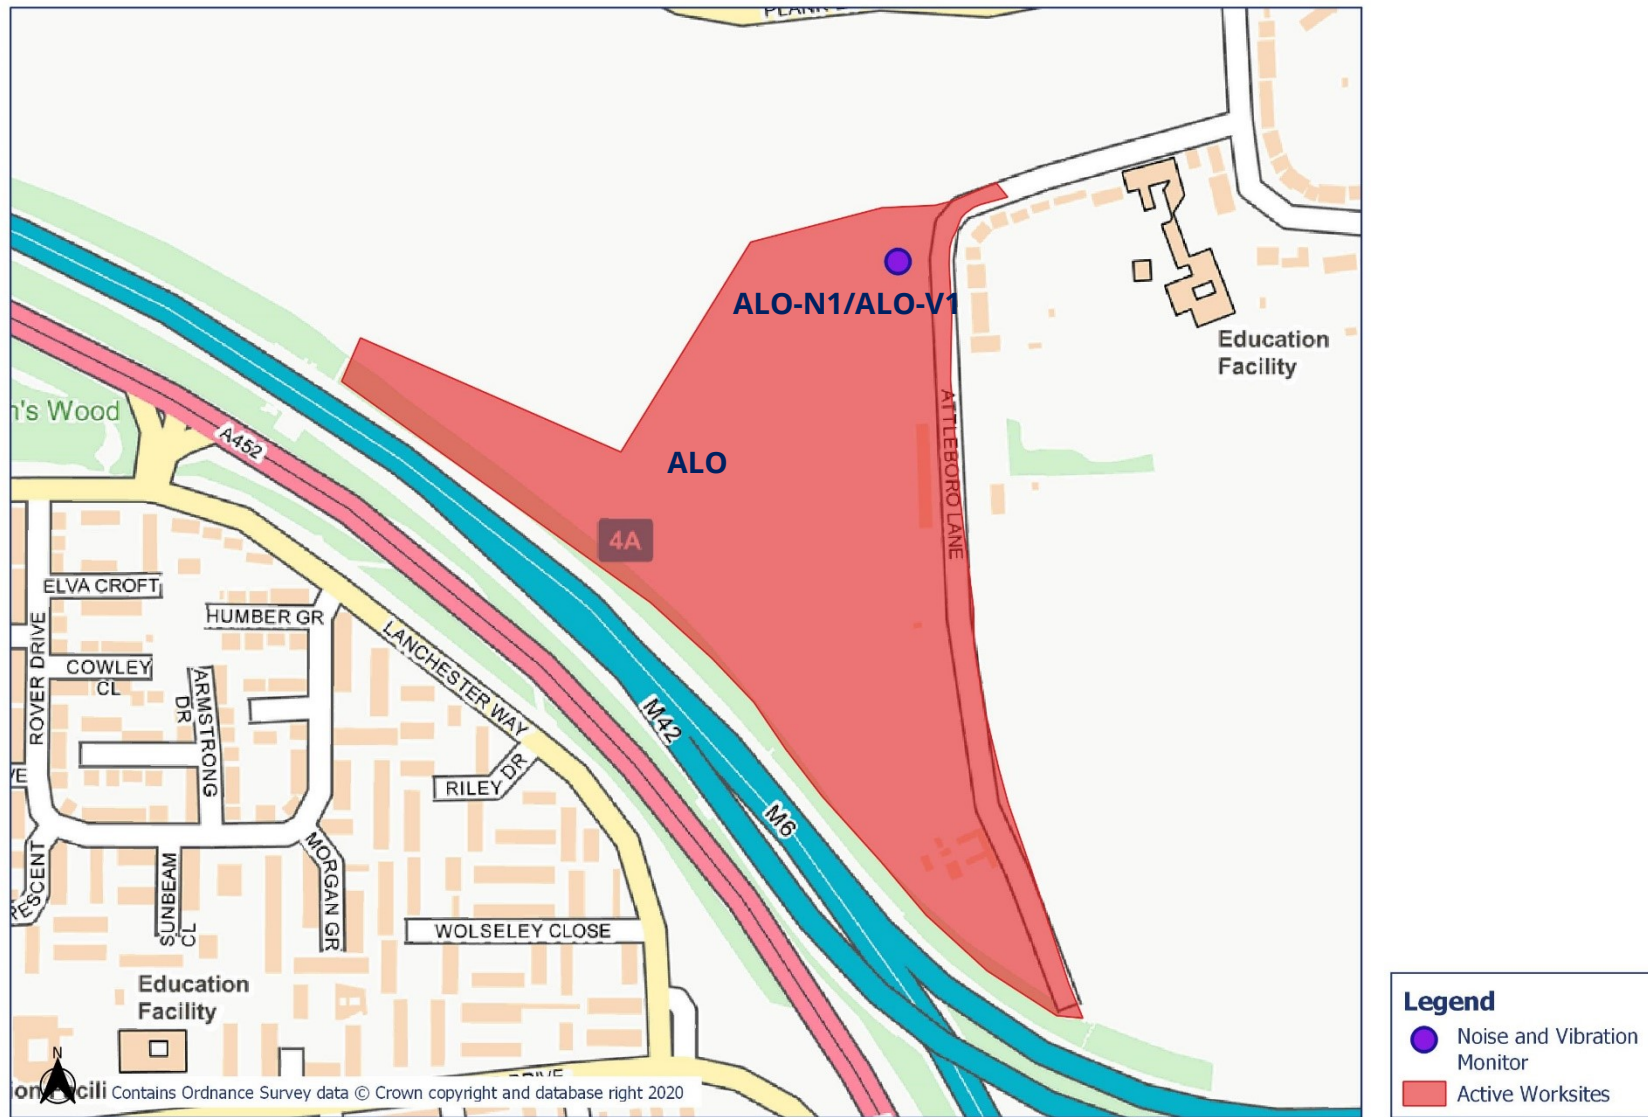 ALO-N1/ALO-V1
Education
Facility
ATTLEBORO LANE
n's Wood
A452
ALO
4A
ELVA CROFT
HUMBER GR
ROVER DRIVE
COWLEY
CL
ARMSTRONG
DR
LANCHESTER WAY
M42
RILEY DR
M6
MORGAN GR
SUNBEAM
CL
WOLSELEY CLOSE
Education
Facility
N
Contains Ordnance Survey data © Crown copyright and database right 2020
Legend
Noise and Vibration
Monitor
Active Worksites